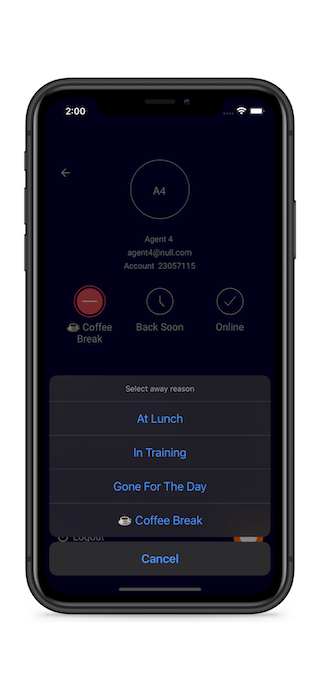 2:00
A4
Agent 4
agent4@null.com
Account 23057115
☕ Coffee
Break
Back Soon
Online
Select away reason
At Lunch
In Training
Gone For The Day
☕ Coffee Break
Logout
Cancel